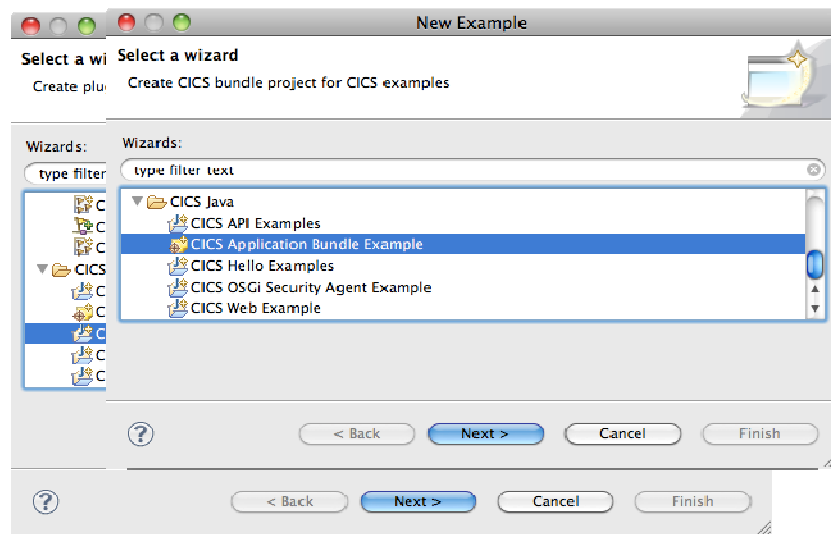 New Example
Select a wi
Select a wizard
Create plu
Create CICS bundle project for CICS examples
Wizards:
Wizards:
type filter
type filter text
CICS Java
CICS API Examples
CICS Application Bundle Example
CICS Hello Examples
CICS OSGi Security Agent Example
CICS Web Example
C
C
C
CICS
C
C
C
C
C
?
< Back
Next >
Cancel
Finish
?
< Back
Next >
Cancel
Finish